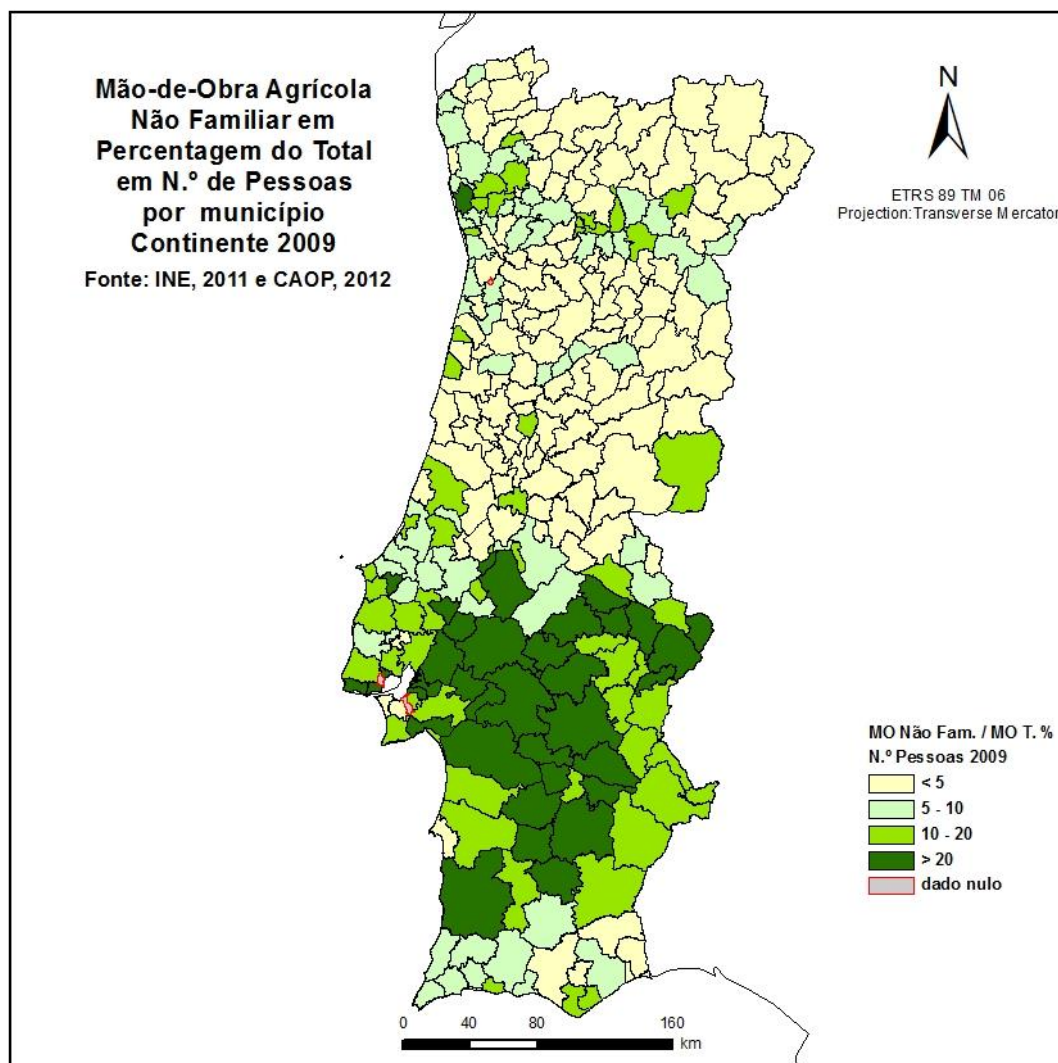 Mão-de-Obra Agrícola
Não Familiar em
Percentagem do Total
em N.º de Pessoas
por município
Continente 2009
Fonte: INE, 2011 e CAOP, 2012
N
ETRS 89 TM 06
Projection: Transverse Mercator
MO Não Fam. / MO T. %
N.º Pessoas 2009
< 5
5 - 10
10 - 20
> 20
dado nulo
0 40 80 160
km